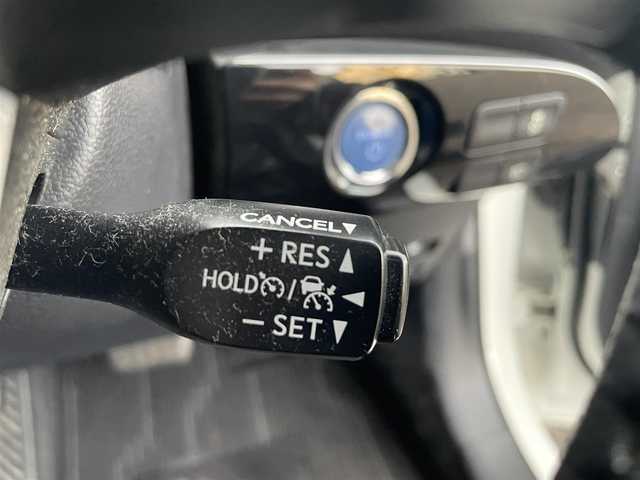 CANCEL▼
+ RES ▲
HOLD / ◀
− SET ▼